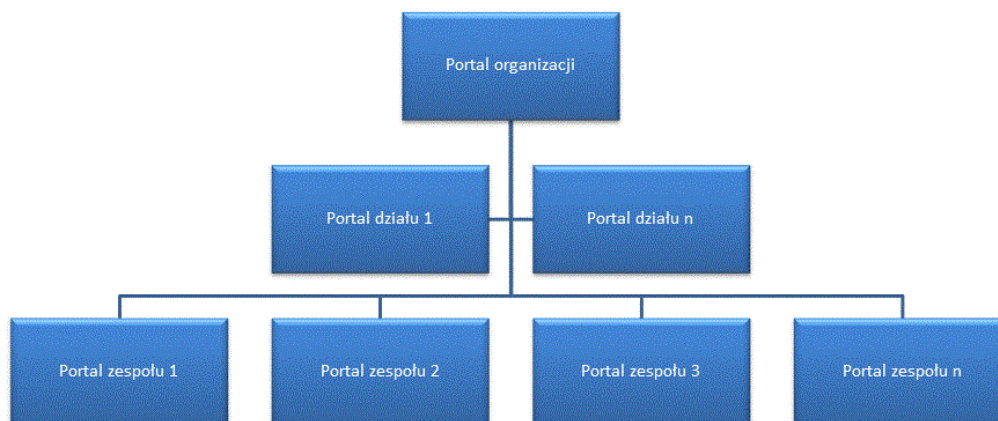 Portal organizacji
Portal działu 1
Portal działu n
Portal zespołu 1
Portal zespołu 2
Portal zespołu 3
Portal zespołu n